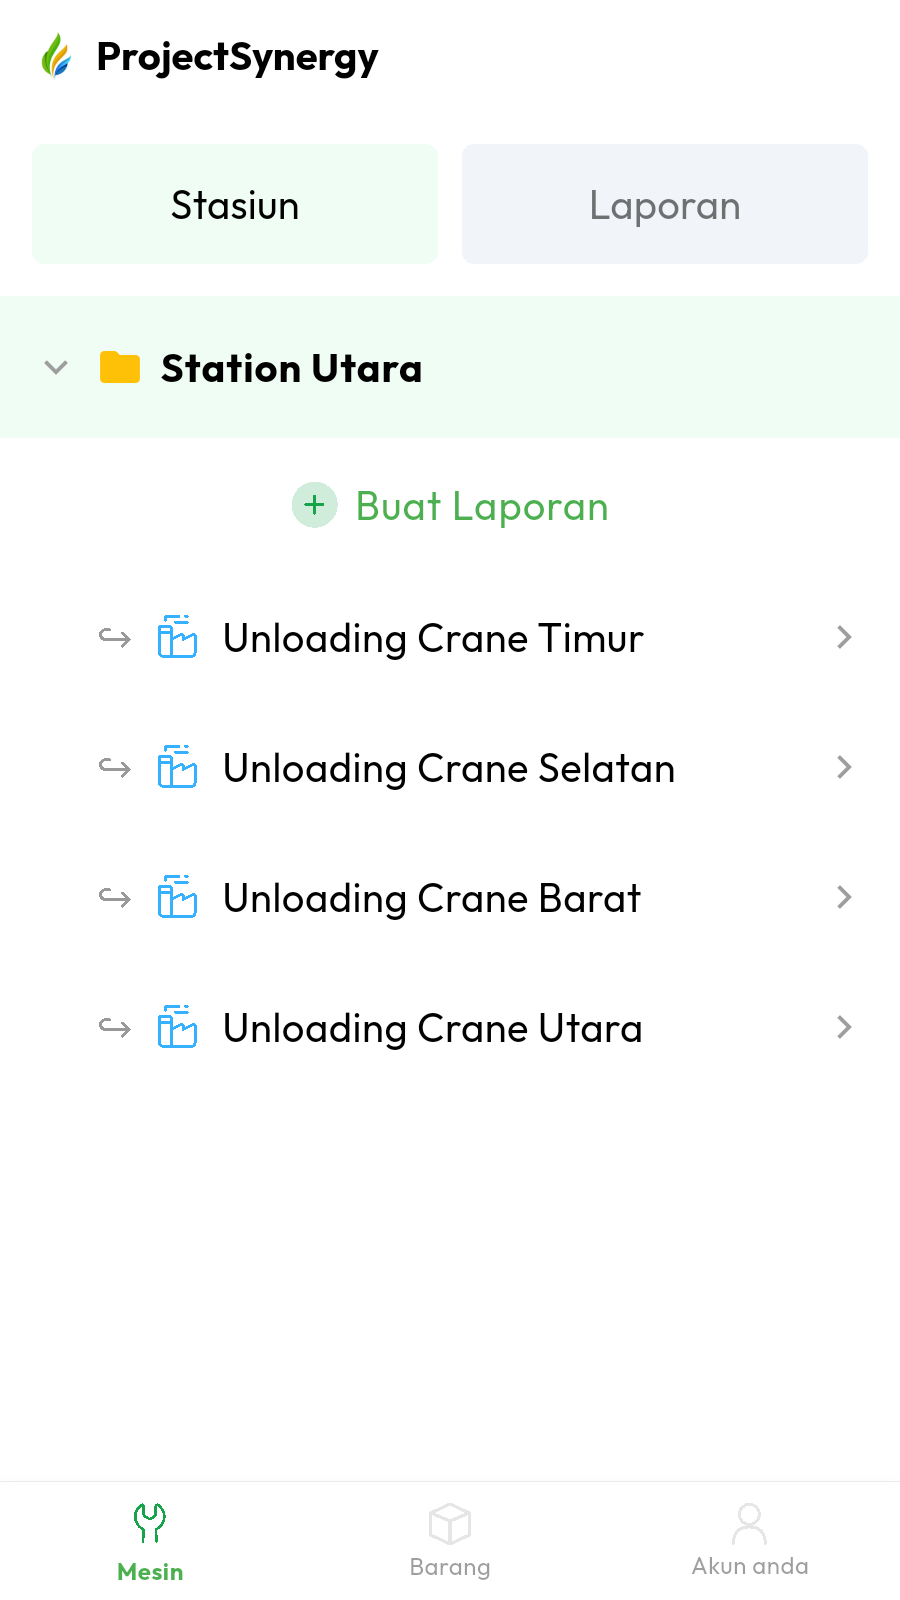 ProjectSynergy
Stasiun
Laporan
Station Utara
Buat Laporan
Unloading Crane Timur
Unloading Crane Selatan
Unloading Crane Barat
Unloading Crane Utara
Mesin
Barang
Akun anda